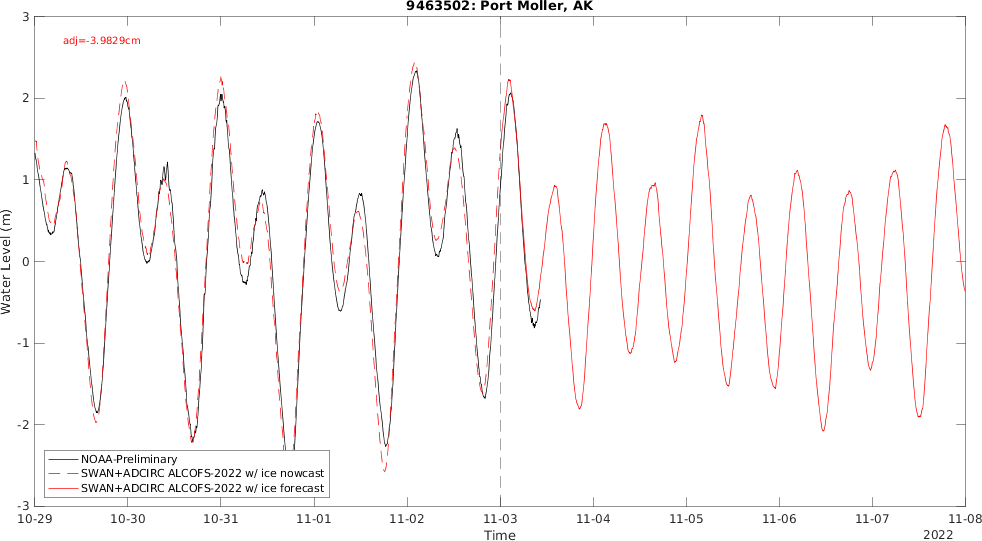 9463502: Port Moller, AK
adj=-3.9829cm
Water Level (m)
3
2
1
0
-1
-2
-3
NOAA-Preliminary
SWAN+ADCIRC ALCOFS-2022 w/ ice nowcast
SWAN+ADCIRC ALCOFS-2022 w/ ice forecast
10-29 10-30 10-31 11-01 11-02 11-03 11-04 11-05 11-06 11-07 11-08
Time
2022